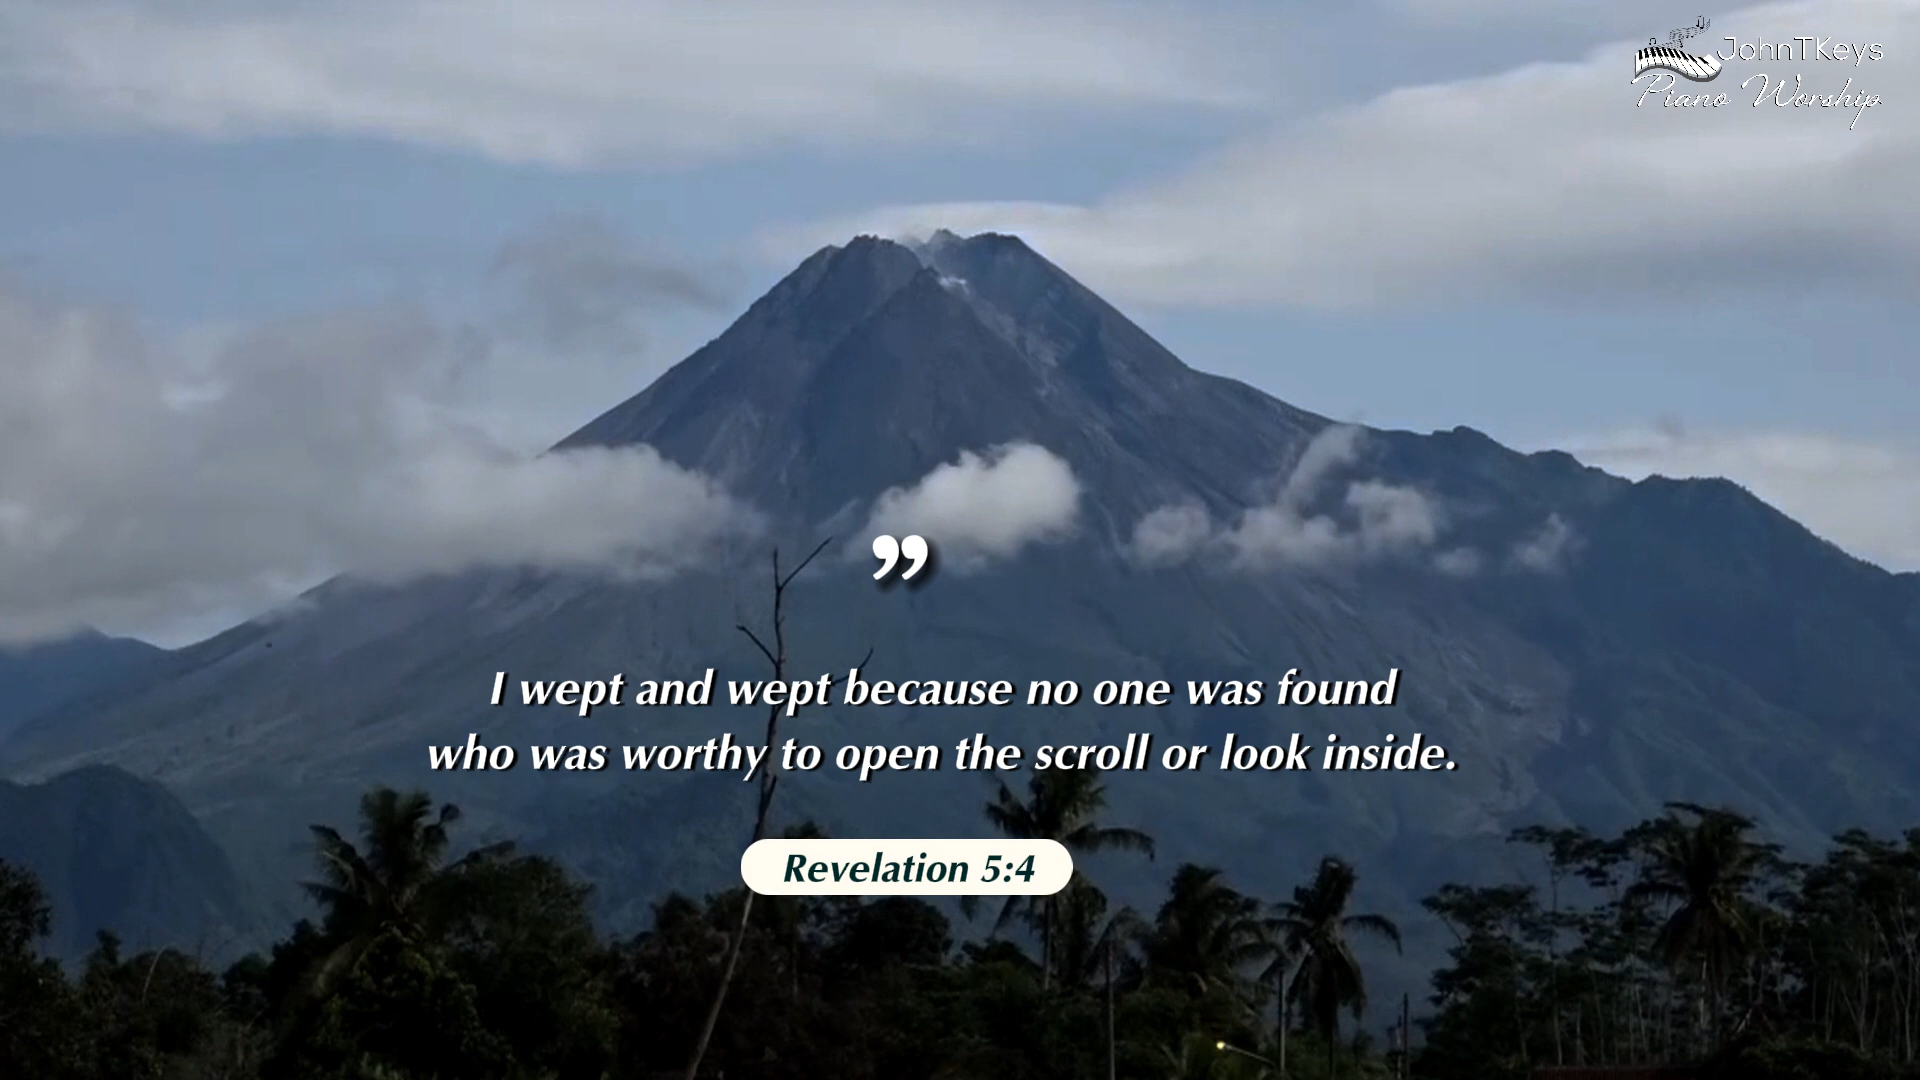 JohnTKeys
Piano Worship
”
I wept and wept because no one was found
who was worthy to open the scroll or look inside.
Revelation 5:4